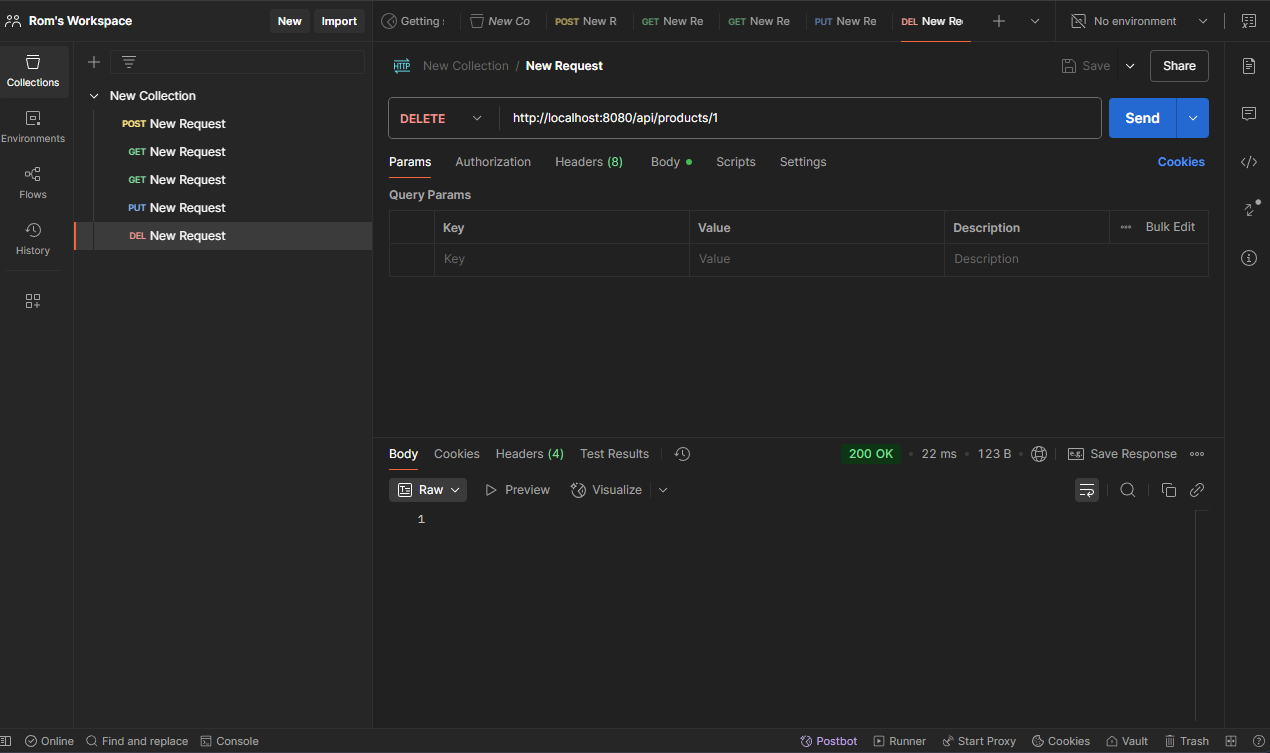 Rom's Workspace
New
Import
Getting s
New Co
POST New R
GET New Re
GET New Re
PUT New Re
DEL New Re
No environment
Collections
Environments
Flows
History
New Collection
POST New Request
GET New Request
GET New Request
PUT New Request
DEL New Request
HTTP
New Collection / New Request
Save
Share
DELETE
http://localhost:8080/api/products/1
Send
Params
Authorization
Headers (8)
Body
Scripts
Settings
Cookies
Query Params
Key
Value
Description
Bulk Edit
Key
Value
Description
Body
Cookies
Headers (4)
Test Results
200 OK
22 ms
123 B
e.g.
Save Response
Raw
Preview
Visualize
1
Online
Find and replace
Console
Postbot
Runner
Start Proxy
Cookies
Vault
Trash